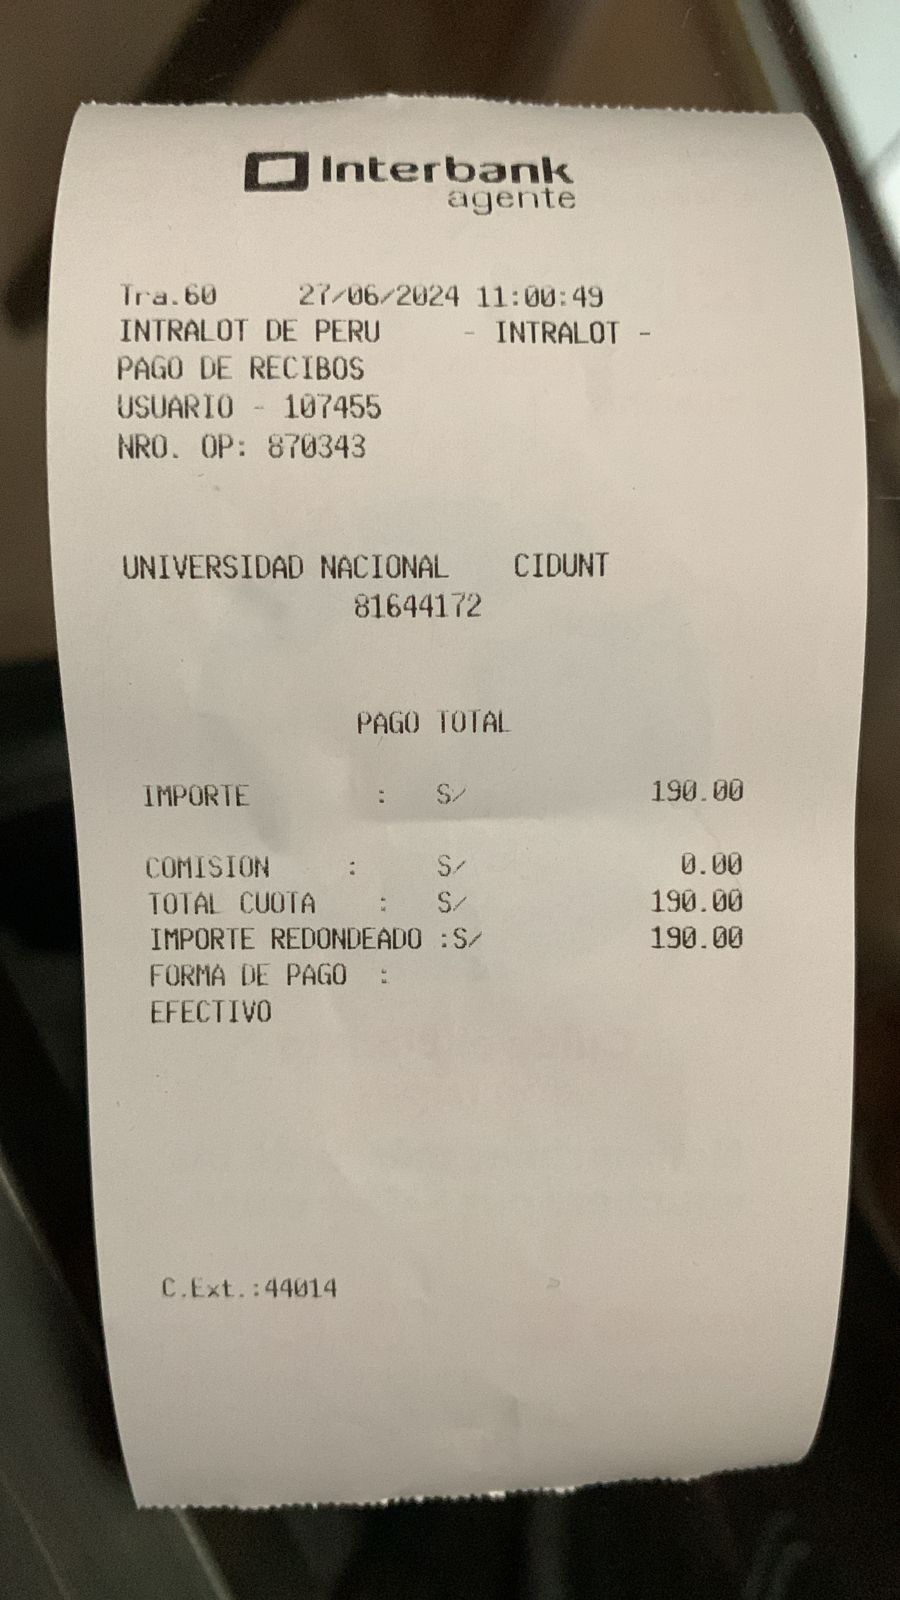 Interbank
agente
Tra.60 27/06/2024 11:00:49
INTRALOT DE PERU - INTRALOT -
PAGO DE RECIBOS
USUARIO - 107455
NRO. OP: 870343
UNIVERSIDAD NACIONAL CIDUNT
81644172
PAGO TOTAL
IMPORTE : S/ 190.00
COMISION : S/ 0.00
TOTAL CUOTA : S/ 190.00
IMPORTE REDONDEADO :S/ 190.00
FORMA DE PAGO :
EFECTIVO
C.Ext.:44014